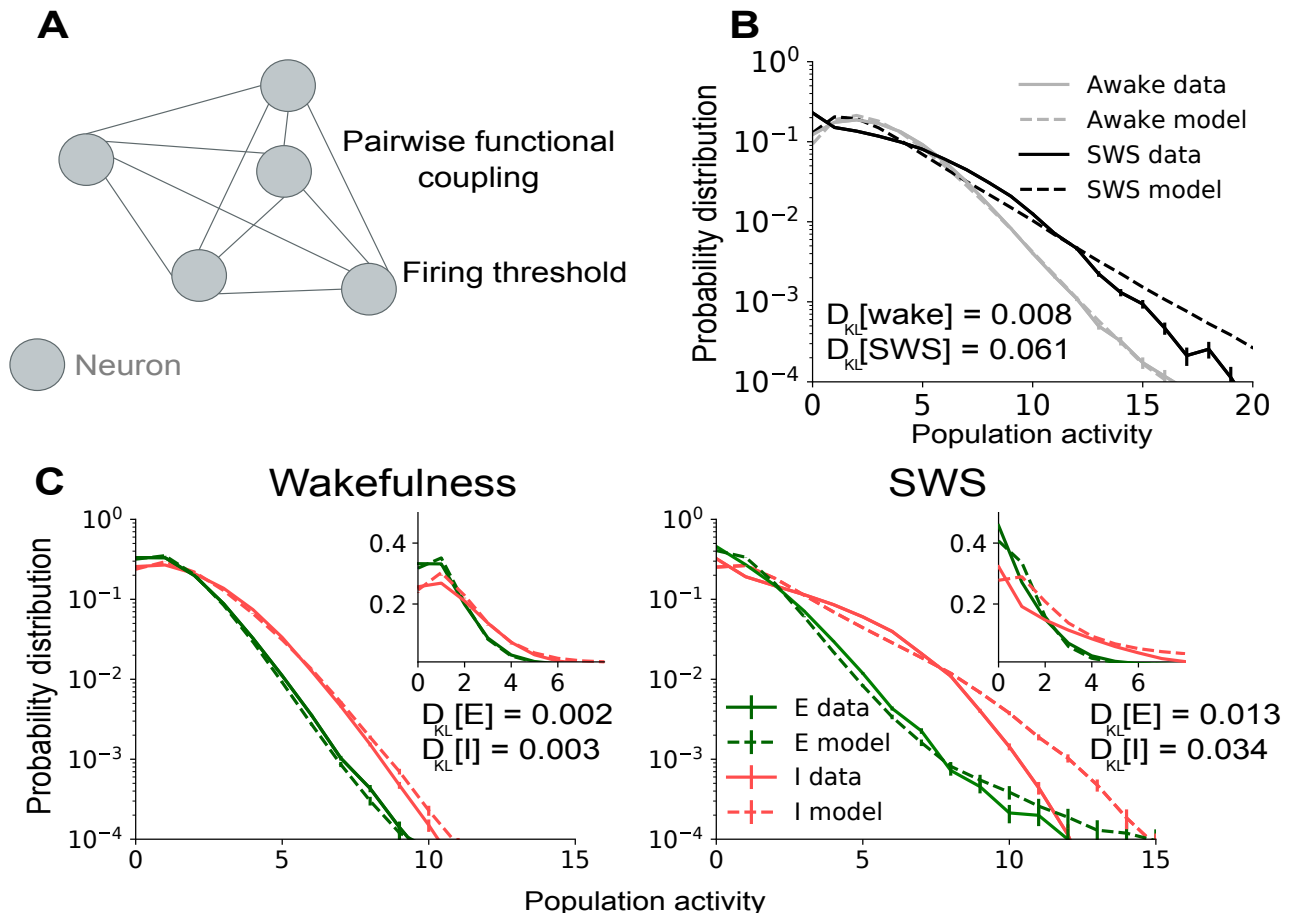 A
Pairwise functional
coupling
Firing threshold
Neuron
B
Probability distribution
10^0
10^-1
10^-2
10^-3
10^-4
Awake data
Awake model
SWS data
SWS model
D_KL[wake] = 0.008
D_KL[SWS] = 0.061
0 5 10 15 20
Population activity
C
Wakefulness
Probability distribution
10^0
10^-1
10^-2
10^-3
10^-4
0.4
0.2
0 2 4 6
D_KL[E] = 0.002
D_KL[I] = 0.003
0 5 10 15
SWS
10^0
10^-1
10^-2
10^-3
10^-4
0.4
0.2
0 2 4 6
D_KL[E] = 0.013
D_KL[I] = 0.034
E data
E model
I data
I model
0 5 10 15
Population activity